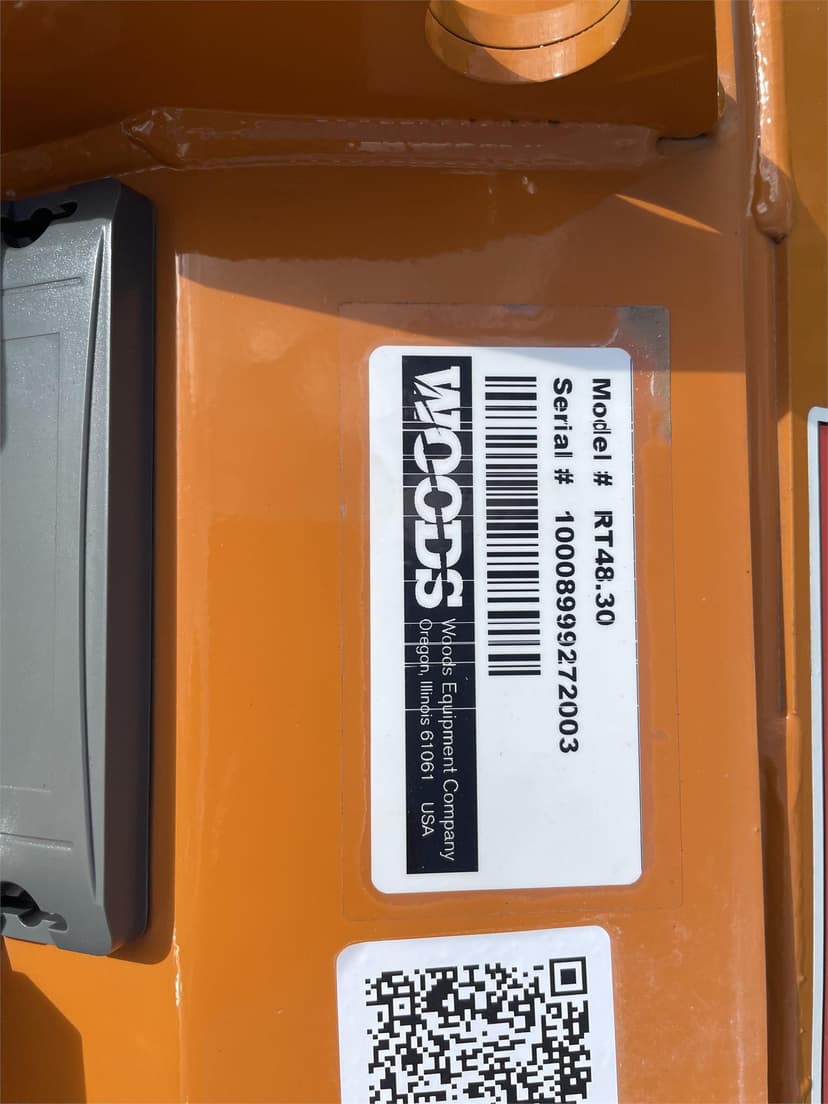 Model # RT48.30
Serial # 1000899927​2003
WOODS
Woods Equipment Company
Oregon, Illinois 61061 USA